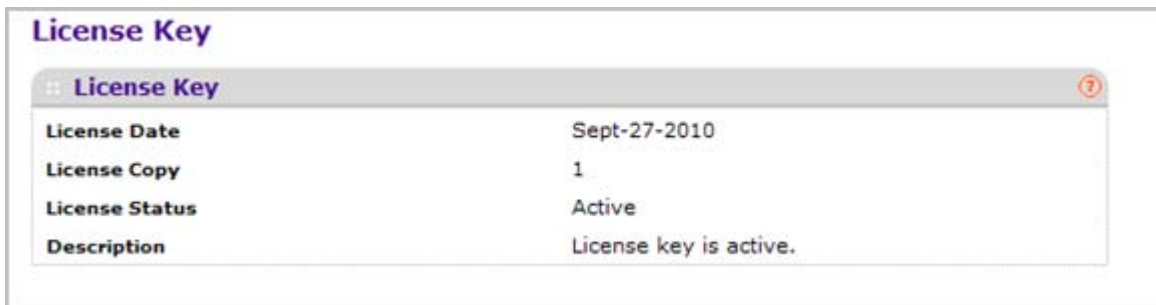 License Key
License Key ?
License Date Sept-27-2010
License Copy 1
License Status Active
Description License key is active.